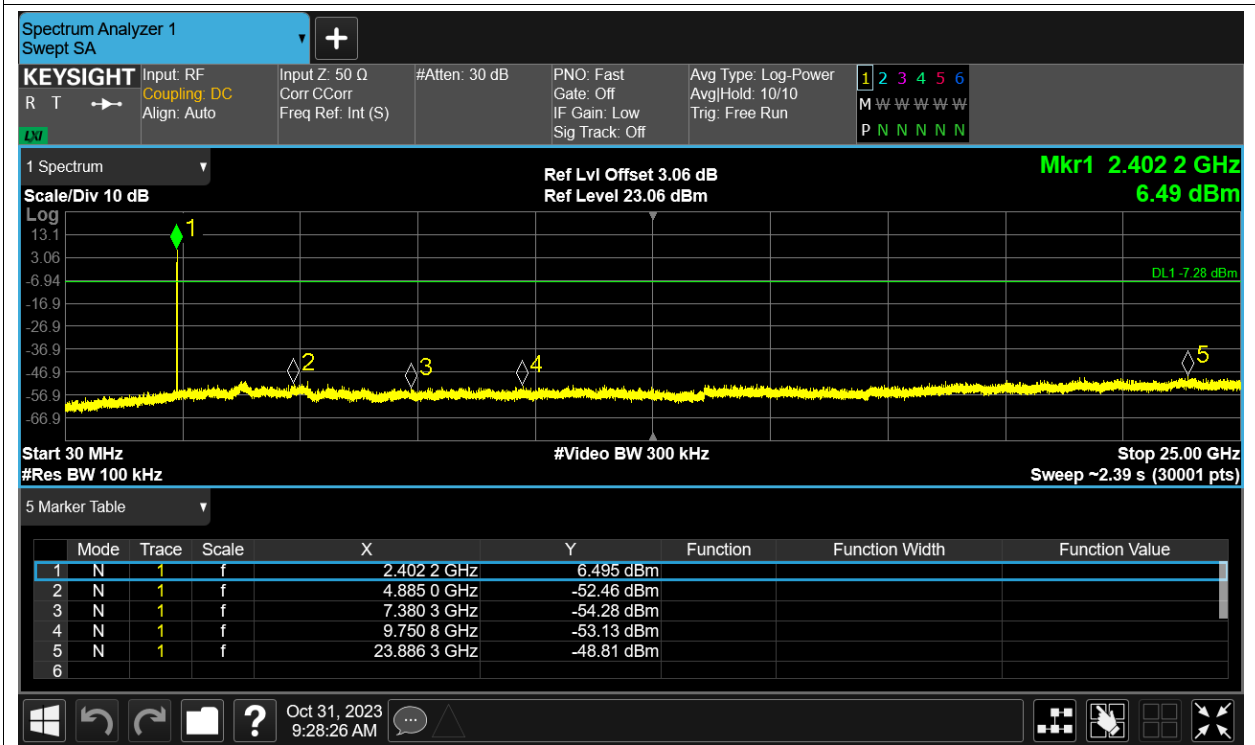 Spectrum Analyzer 1
Swept SA
+
KEYSIGHT
R T
LXI
Input: RF
Coupling: DC
Align: Auto
Input Z: 50 Ω
Corr CCorr
Freq Ref: Int (S)
#Atten: 30 dB
PNO: Fast
Gate: Off
IF Gain: Low
Sig Track: Off
Avg Type: Log-Power
Avg|Hold: 10/10
Trig: Free Run
1 2 3 4 5 6
M W W W W W
P N N N N N
1 Spectrum
Scale/Div 10 dB
Ref Lvl Offset 3.06 dB
Ref Level 23.06 dBm
Mkr1 2.402 2 GHz
6.49 dBm
Log
13.1
3.06
-6.94
-16.9
-26.9
-36.9
-46.9
-56.9
-66.9
1
2
3
4
5
DL1 -7.28 dBm
Start 30 MHz
#Video BW 300 kHz
Stop 25.00 GHz
#Res BW 100 kHz
Sweep ~2.39 s (30001 pts)
5 Marker Table
Mode Trace Scale X Y Function Function Width Function Value
1 N 1 f 2.402 2 GHz 6.495 dBm
2 N 1 f 4.885 0 GHz -52.46 dBm
3 N 1 f 7.380 3 GHz -54.28 dBm
4 N 1 f 9.750 8 GHz -53.13 dBm
5 N 1 f 23.886 3 GHz -48.81 dBm
6
?
Oct 31, 2023
9:28:26 AM